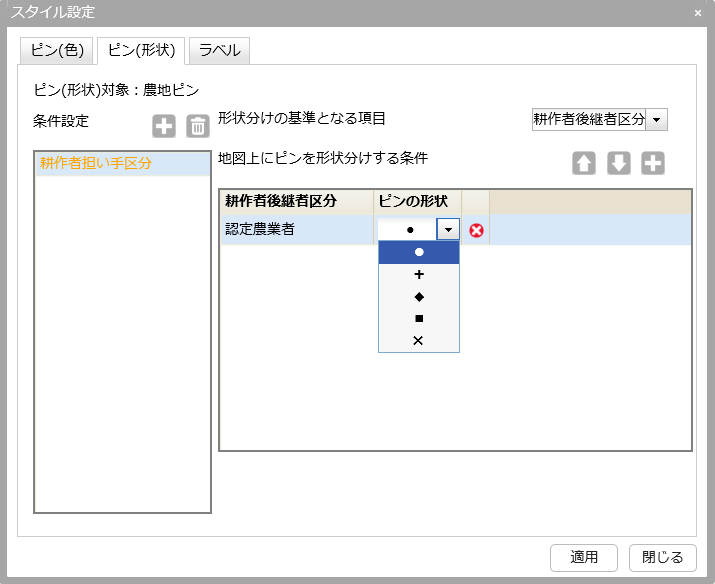 スタイル設定
×
ピン(色)
ピン(形状)
ラベル
ピン(形状)対象：農地ピン
条件設定
形状分けの基準となる項目
耕作者後継者区分
耕作者担い手区分
地図上にピンを形状分けする条件
耕作者後継者区分 ピンの形状
認定農業者 ●
●
+
◆
■
×
適用
閉じる